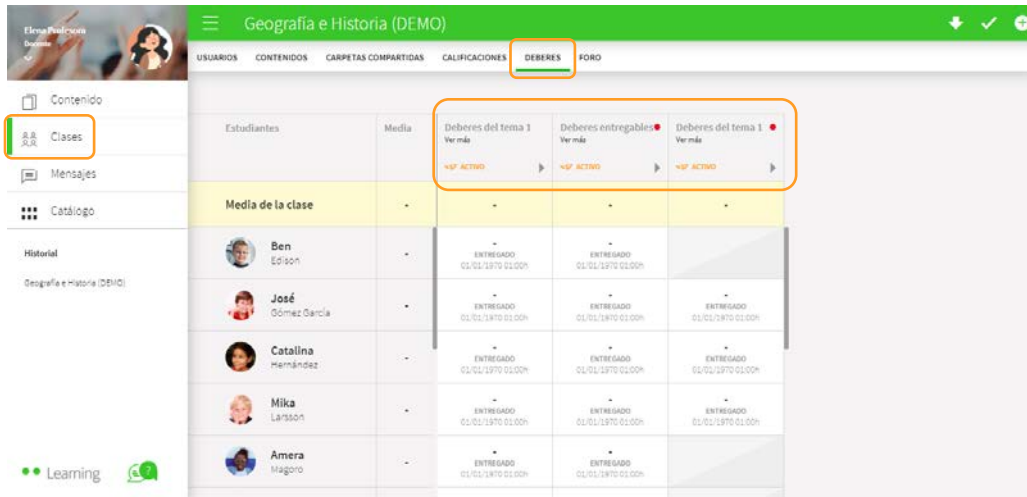 Elena Profesora
Docente
Geografía e Historia (DEMO)
USUARIOS CONTENIDOS CARPETAS COMPARTIDAS CALIFICACIONES DEBERES FORO
Contenido
Clases
Mensajes
Catálogo
Historial
Geografía e Historia (DEMO)
Learning
?
Estudiantes Media Deberes del tema 1 Deberes entregables Deberes del tema 1
Ver más Ver más Ver más
ACTIVO ACTIVO ACTIVO
Media de la clase - - - -
Ben Edison - - -
ENTREGADO ENTREGADO
01/01/1970 01:00h 01/01/1970 01:00h
José Gómez García - - - -
ENTREGADO ENTREGADO ENTREGADO
01/01/1970 01:00h 01/01/1970 01:00h 01/01/1970 01:00h
Catalina Hernández - - - -
ENTREGADO ENTREGADO ENTREGADO
01/01/1970 01:00h 01/01/1970 01:00h 01/01/1970 01:00h
Mika Larsson - - - -
ENTREGADO ENTREGADO ENTREGADO
01/01/1970 01:00h 01/01/1970 01:00h 01/01/1970 01:00h
Amera Magoro - - -
ENTREGADO ENTREGADO
01/01/1970 01:00h 01/01/1970 01:00h